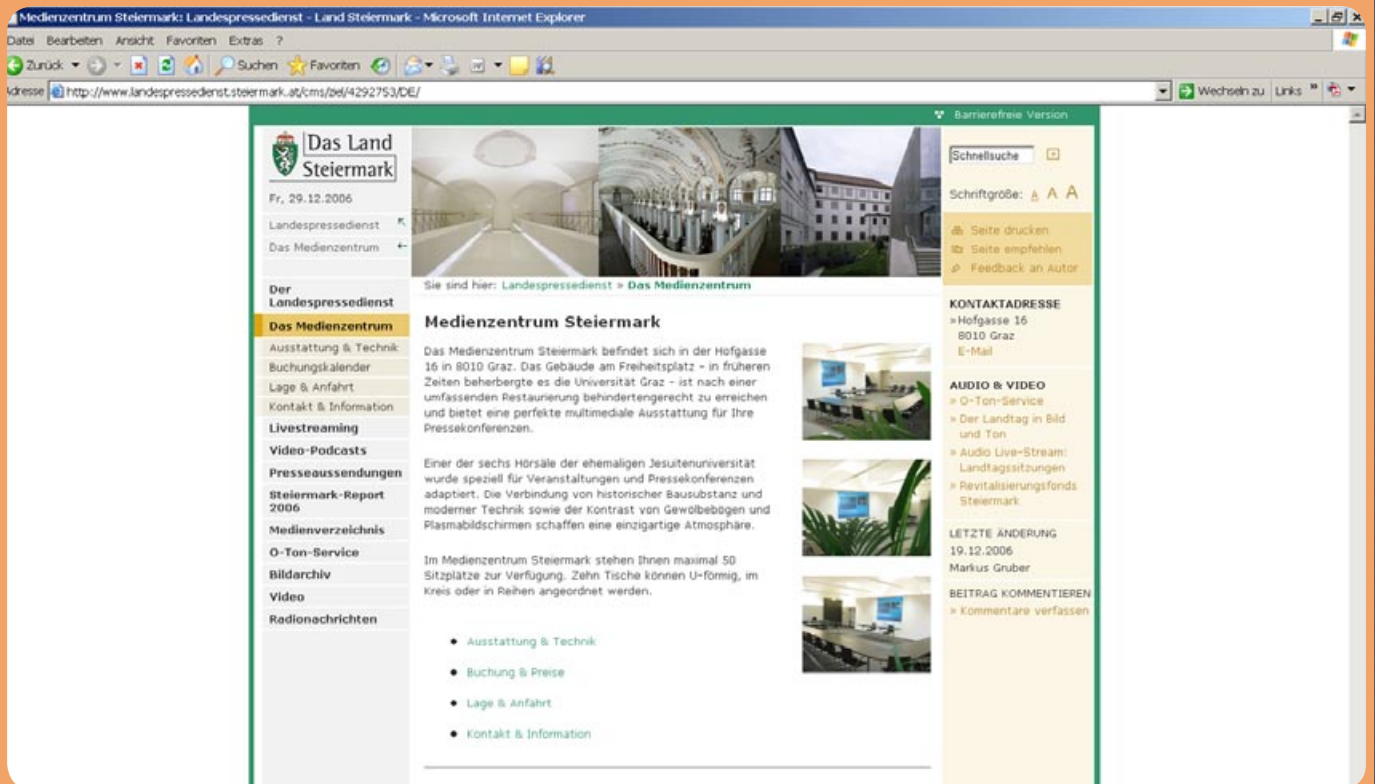 Medienzentrum Steiermark: Landespressedienst - Land Steiermark - Microsoft Internet Explorer
Datei Bearbeiten Ansicht Favoriten Extras ?
Zurück Suchen Favoriten
Adresse http://www.landespressedienst.steiermark.at/cms/ziel/4292753/DE/ Wechseln zu Links »
Barrierefreie Version
Das Land
Steiermark
Fr, 29.12.2006
Landespressedienst
Das Medienzentrum
Der
Landespressedienst
Das Medienzentrum
Ausstattung & Technik
Buchungskalender
Lage & Anfahrt
Kontakt & Information
Livestreaming
Video-Podcasts
Presseaussendungen
Steiermark-Report
2006
Medienverzeichnis
O-Ton-Service
Bildarchiv
Video
Radionachrichten
Sie sind hier: Landespressedienst » Das Medienzentrum
Medienzentrum Steiermark
Das Medienzentrum Steiermark befindet sich in der Hofgasse
16 in 8010 Graz. Das Gebäude am Freiheitsplatz - in früheren
Zeiten beherbergte es die Universität Graz - ist nach einer
umfassenden Restaurierung behindertengerecht zu erreichen
und bietet eine perfekte multimediale Ausstattung für Ihre
Pressekonferenzen.
Einer der sechs Hörsäle der ehemaligen Jesuitenuniversität
wurde speziell für Veranstaltungen und Pressekonferenzen
adaptiert. Die Verbindung von historischer Bausubstanz und
moderner Technik sowie der Kontrast von Gewölbebögen und
Plasmabildschirmen schaffen eine einzigartige Atmosphäre.
Im Medienzentrum Steiermark stehen Ihnen maximal 50
Sitzplätze zur Verfügung. Zehn Tische können U-förmig, im
Kreis oder in Reihen angeordnet werden.
Ausstattung & Technik
Buchung & Preise
Lage & Anfahrt
Kontakt & Information
Schnellsuche
Schriftgröße: A A A
Seite drucken
Seite empfehlen
Feedback an Autor
KONTAKTADRESSE
» Hofgasse 16
8010 Graz
E-Mail
AUDIO & VIDEO
» O-Ton-Service
» Der Landtag in Bild
und Ton
» Audio Live-Stream:
Landtagssitzungen
» Revitalisierungsfonds
Steiermark
LETZTE ÄNDERUNG
19.12.2006
Markus Gruber
BEITRAG KOMMENTIEREN
» Kommentare verfassen